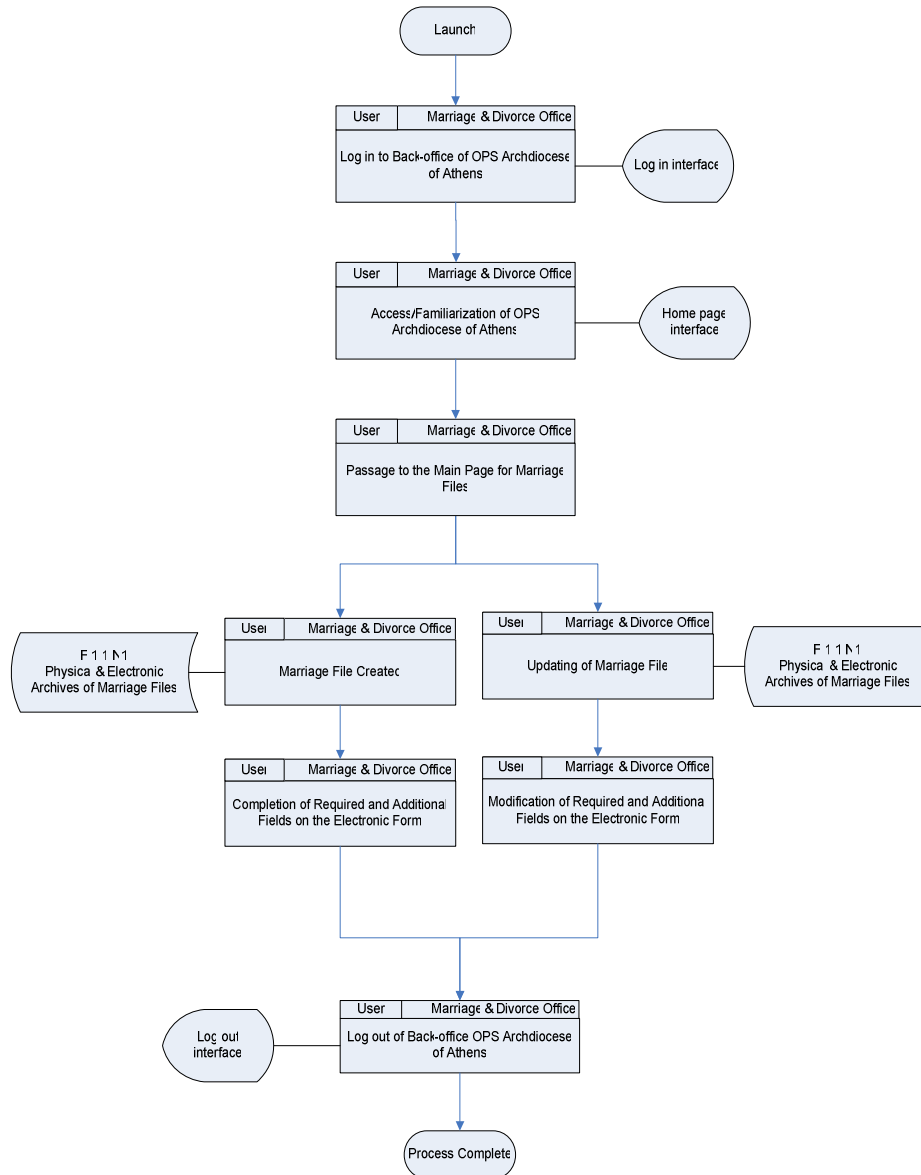 Launch
User Marriage & Divorce Office
Log in to Back-office of OPS Archdiocese
of Athens
Log in interface
User Marriage & Divorce Office
Access/Familiarization of OPS
Archdiocese of Athens
Home page
interface
User Marriage & Divorce Office
Passage to the Main Page for Marriage
Files
User Marriage & Divorce Office
Marriage File Created
Physical & Electronic
Archives of Marriage Files
User Marriage & Divorce Office
Updating of Marriage File
Physical & Electronic
Archives of Marriage Files
User Marriage & Divorce Office
Completion of Required and Additional
Fields on the Electronic Form
User Marriage & Divorce Office
Modification of Required and Additional
Fields on the Electronic Form
User Marriage & Divorce Office
Log out of Back-office OPS Archdiocese
of Athens
Log out
interface
Process Complete